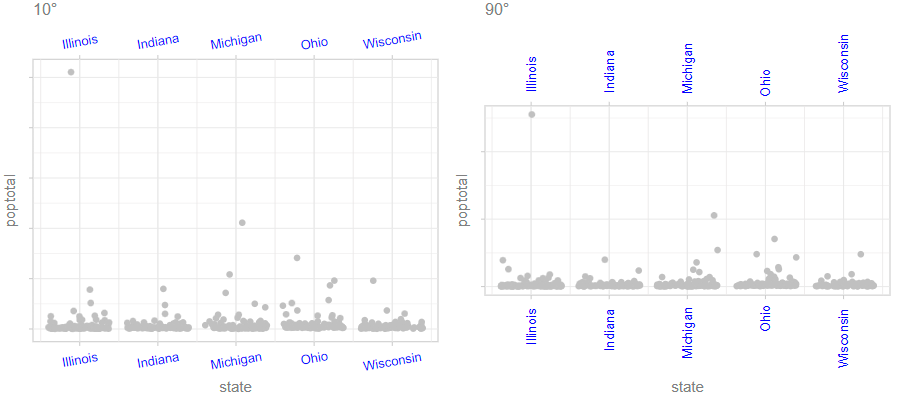 10°
Illinois Indiana Michigan Ohio Wisconsin
poptotal
Illinois Indiana Michigan Ohio Wisconsin
state
90°
Illinois Indiana Michigan Ohio Wisconsin
poptotal
Illinois Indiana Michigan Ohio Wisconsin
state